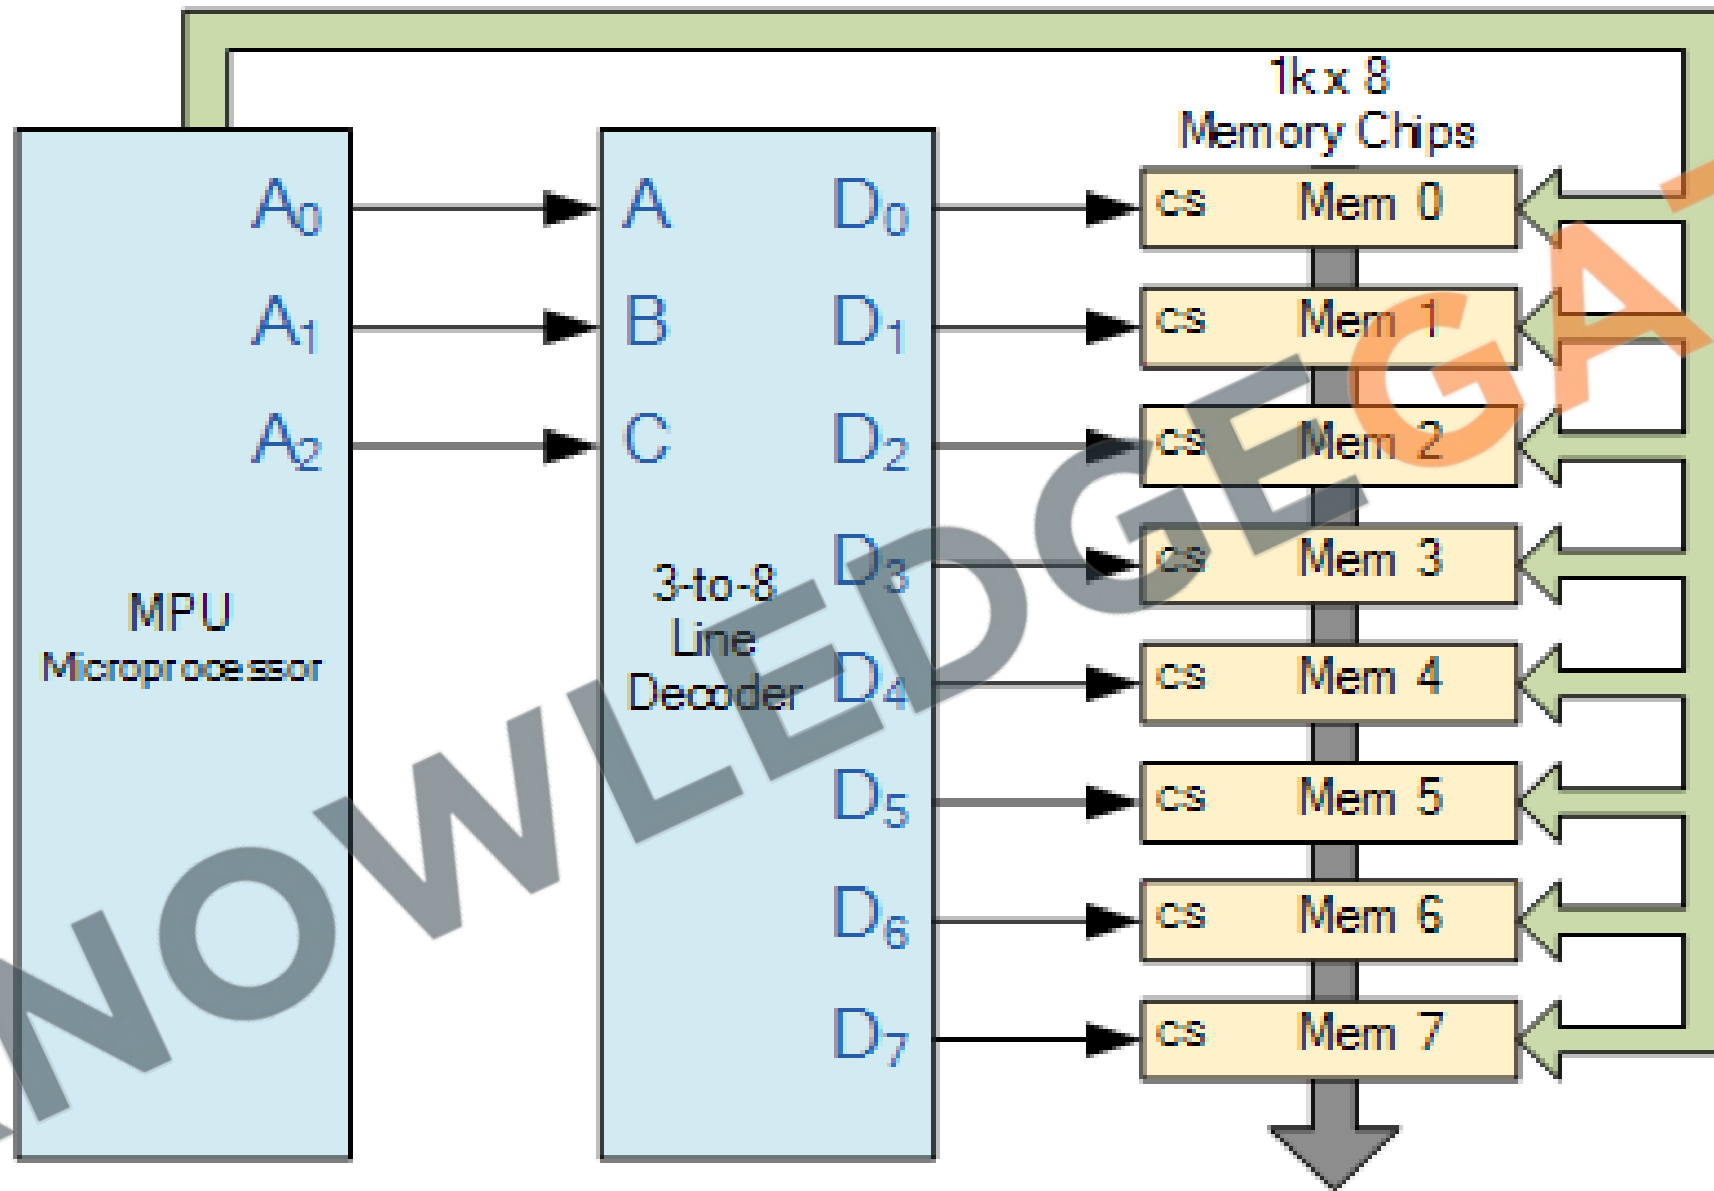 1k x 8
Memory Chips
A0 A D0 cs Mem 0
A1 B D1 cs Mem 1
A2 C D2 cs Mem 2
D3 cs Mem 3
3-to-8
Line
Decoder
MPU
Microprocessor
D4 cs Mem 4
D5 cs Mem 5
D6 cs Mem 6
D7 cs Mem 7
KNOWLEDGEGAT